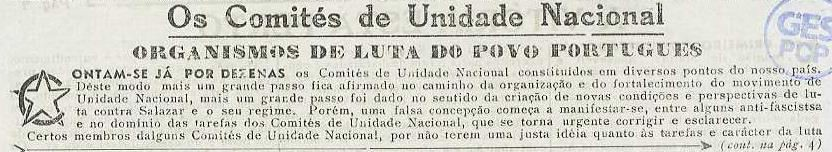 Os Comités de Unidade Nacional
ORGANISMOS DE LUTA DO POVO PORTUGUES
CONTAM-SE JÁ POR DEZENAS os Comités de Unidade Nacional constituidos em diversos pontos do nosso país.
Dêste modo mais um grande passo fica afirmado no caminho da organização e do fortalecimento do movimento de
Unidade Nacional, mais um grande passo foi dado no sentido da criação de novas condições e perspectivas de lu-
ta contra Salazar e o seu regime. Porém, uma falsa concepção começa a manifestar-se, entre alguns anti-fascistsa
e no domínio das tarefas dos Comités de Unidade Nacional, que se torna urgente corrigir e esclarecer.
Certos membros dalguns Comités de Unidade Nacional, por não terem uma justa idéia quanto às tarefas e carácter da luta
(cont. na pág. 4)
GES
PCP